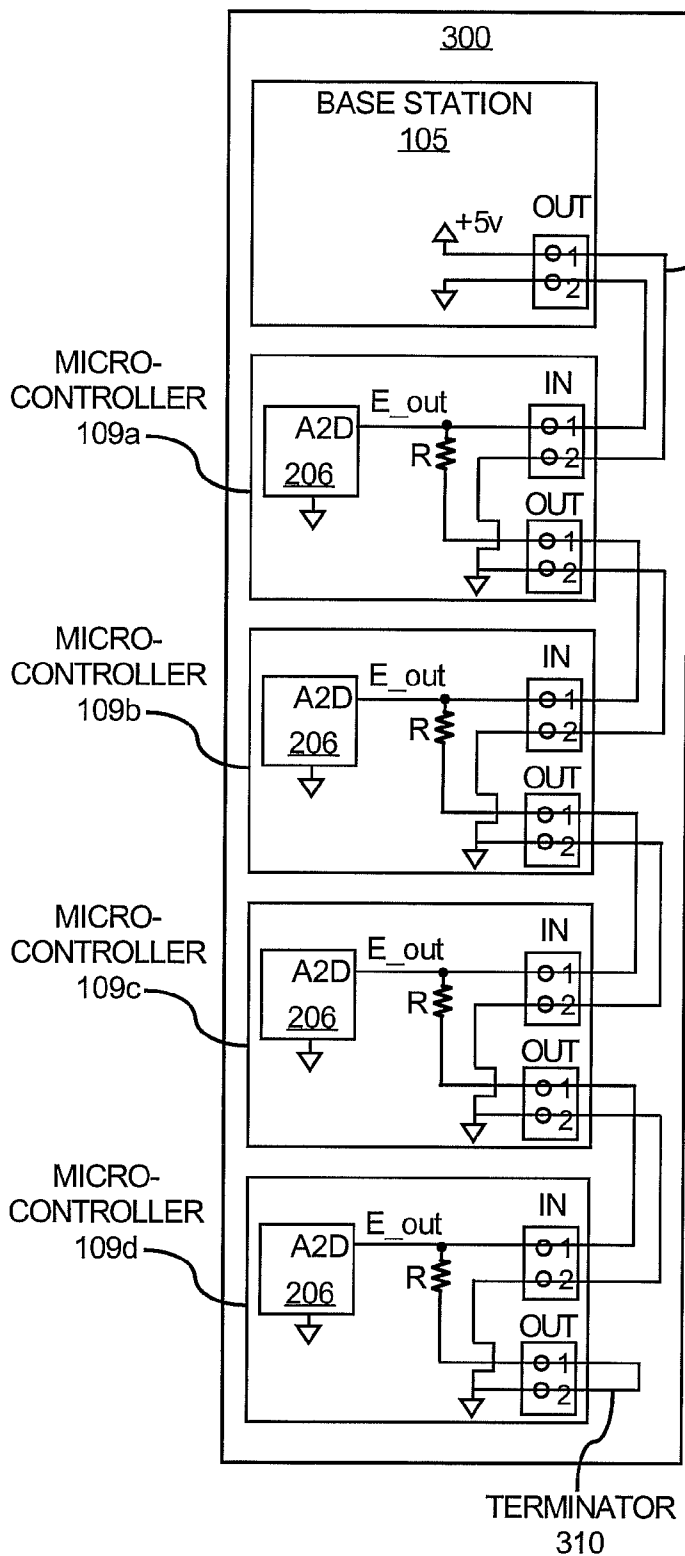 300
BASE STATION
105
OUT
+5v
1
2
MICRO-
CONTROLLER
109a
E_out
IN
A2D
206
R
1
2
OUT
1
2
MICRO-
CONTROLLER
109b
E_out
IN
A2D
206
R
1
2
OUT
1
2
MICRO-
CONTROLLER
109c
E_out
IN
A2D
206
R
1
2
OUT
1
2
MICRO-
CONTROLLER
109d
E_out
IN
A2D
206
R
1
2
OUT
1
2
TERMINATOR
310